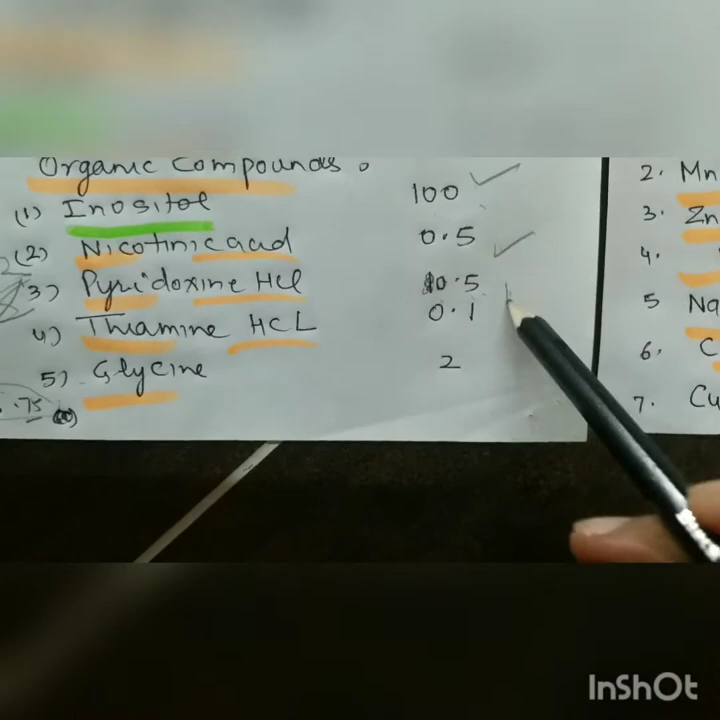 Organic Compounds.
(1) Inositol 100
(2) Nicotinic acid 0.5
3) Pyridoxine HCl 0.5
4) Thiamine HCL 0.1
5) Glycine 2
.75
2. Mn
3. Zn
4.
5 Na
6. C
7. Cu
InShOt